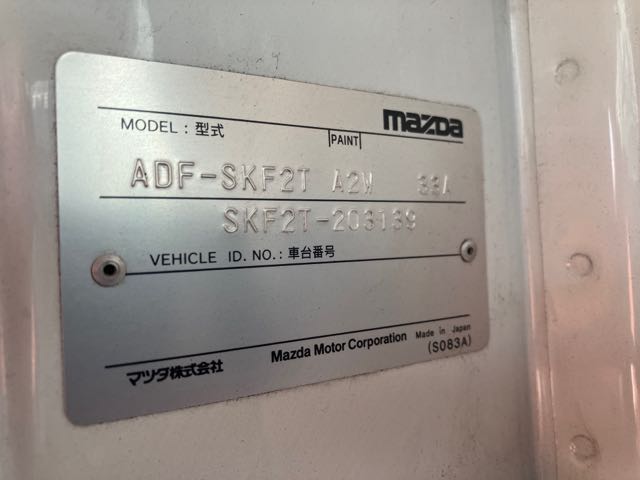 mazda
MODEL : 型式 PAINT
ADF-SKF2T A2W 33A
SKF2T-203139
VEHICLE ID. NO. : 車台番号
マツダ株式会社 Mazda Motor Corporation Made in Japan
(S083A)